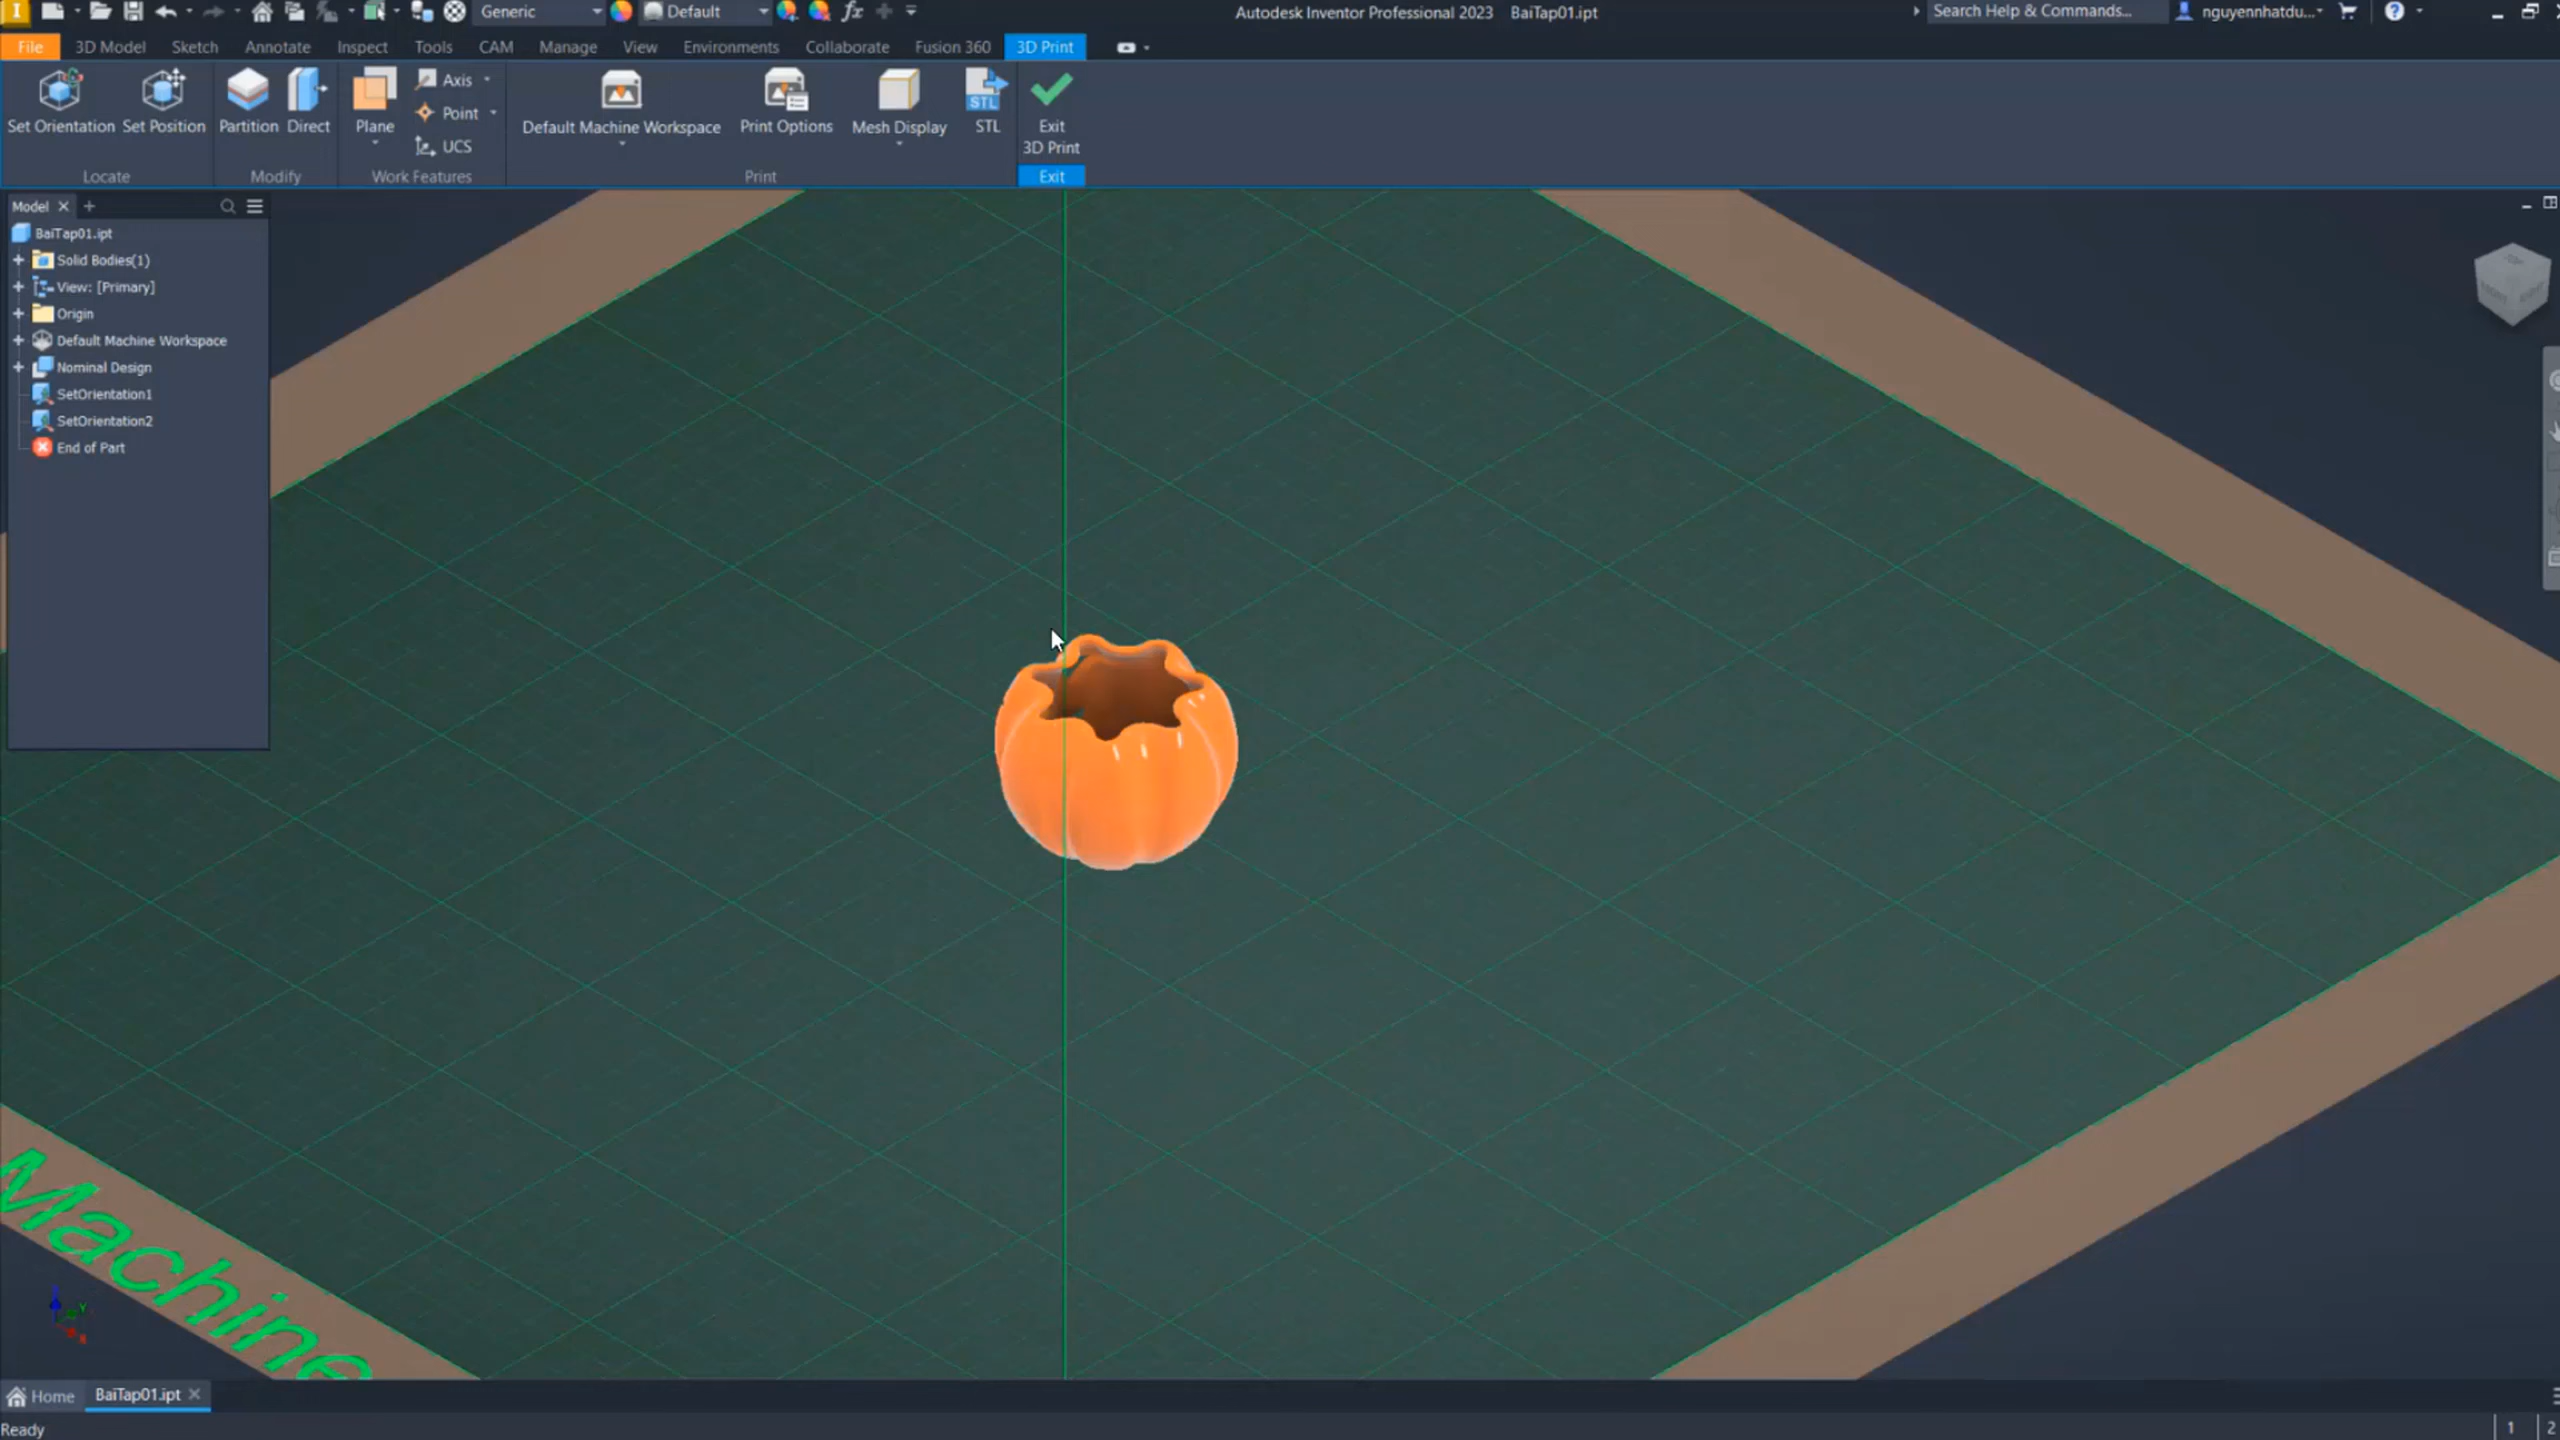 Generic
Default
fx
Autodesk Inventor Professional 2023 BaiTap01.ipt
Search Help & Commands...
nguyennhatdu...
File
3D Model
Sketch
Annotate
Inspect
Tools
CAM
Manage
View
Environments
Collaborate
Fusion 360
3D Print
Set Orientation
Set Position
Locate
Partition
Direct
Modify
Plane
Axis
Point
UCS
Work Features
Default Machine Workspace
Print Options
Mesh Display
STL
STL
Print
Exit
3D Print
Exit
Model
BaiTap01.ipt
Solid Bodies(1)
View: [Primary]
Origin
Default Machine Workspace
Nominal Design
SetOrientation1
SetOrientation2
End of Part
Machine
Home
BaiTap01.ipt
Ready
1
2